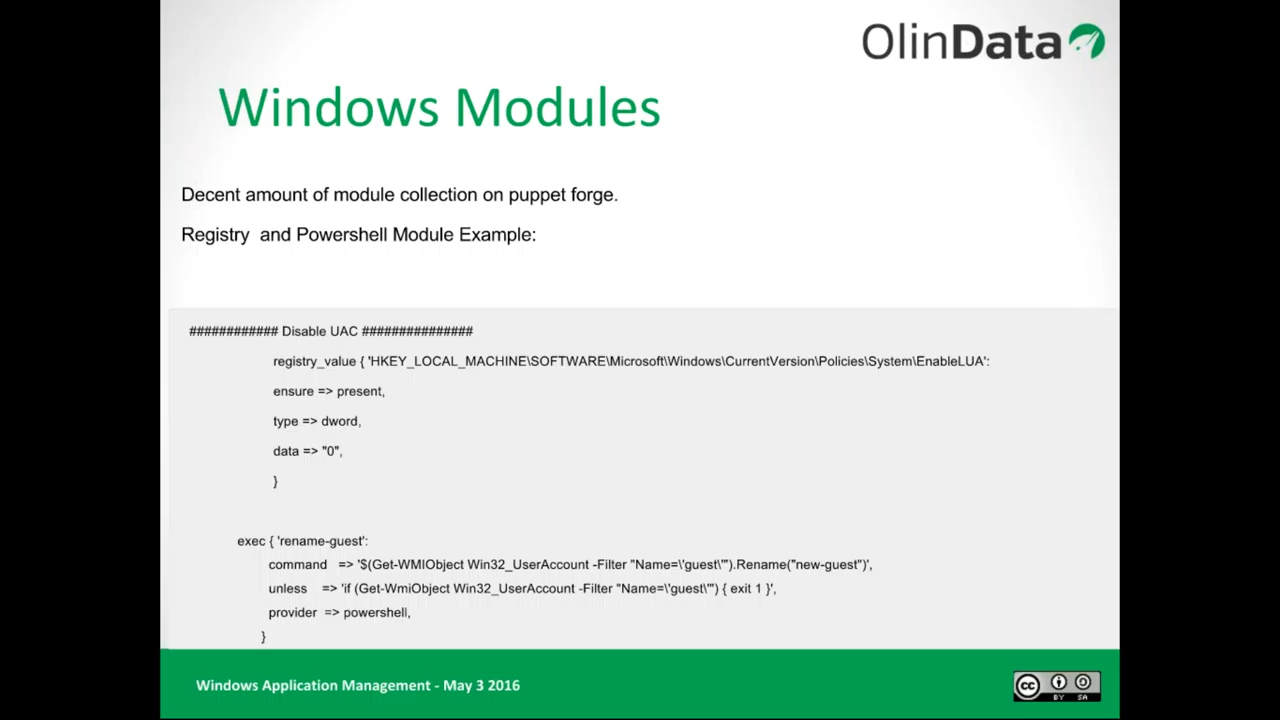 OlinData
Windows Modules
Decent amount of module collection on puppet forge.
Registry  and Powershell Module Example:
############ Disable UAC ###############
registry_value { 'HKEY_LOCAL_MACHINE\SOFTWARE\Microsoft\Windows\CurrentVersion\Policies\System\EnableLUA':
ensure => present,
type => dword,
data => "0",
}
exec { 'rename-guest':
command   => '$(Get-WMIObject Win32_UserAccount -Filter "Name=\'guest\'").Rename("new-guest")',
unless    => 'if (Get-WmiObject Win32_UserAccount -Filter "Name=\'guest\'") { exit 1 }',
provider  => powershell,
}
Windows Application Management - May 3 2016
cc BY SA